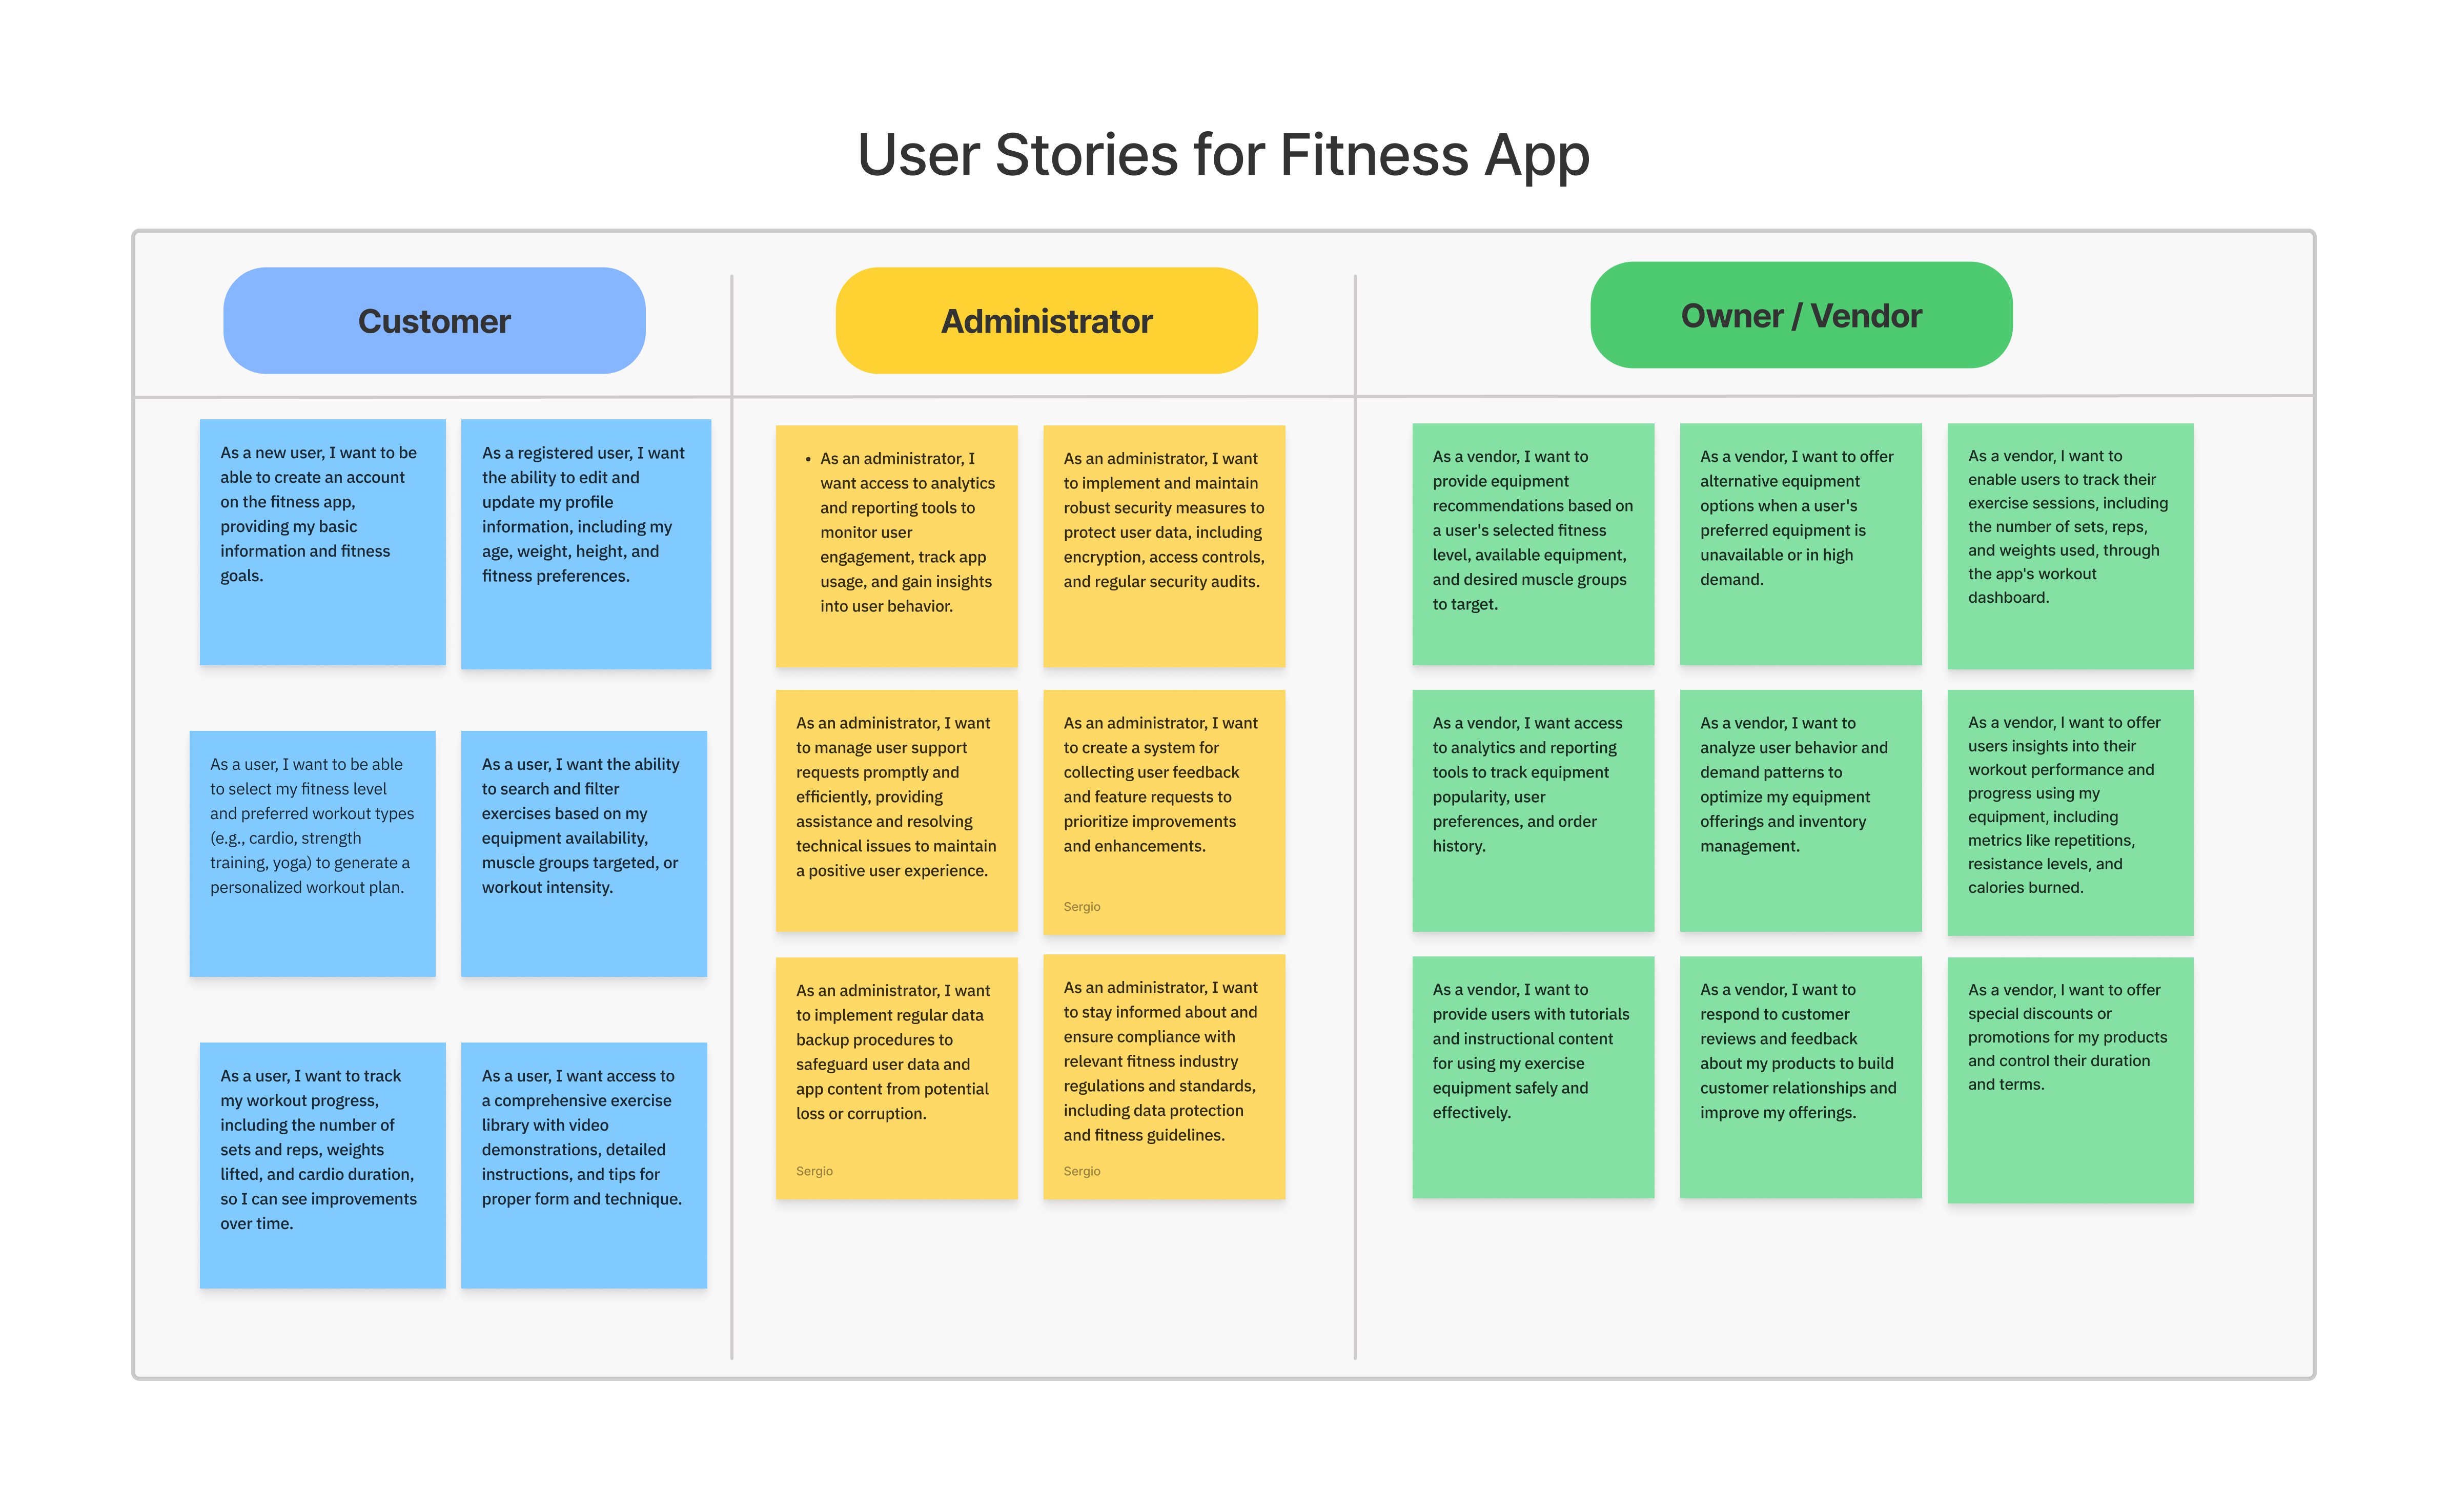 User Stories for Fitness App
Customer
Administrator
Owner / Vendor
As a new user, I want to be
able to create an account
on the fitness app,
providing my basic
information and fitness
goals.
As a registered user, I want
the ability to edit and
update my profile
information, including my
age, weight, height, and
fitness preferences.
As a user, I want to be able
to select my fitness level
and preferred workout types
(e.g., cardio, strength
training, yoga) to generate a
personalized workout plan.
As a user, I want the ability
to search and filter
exercises based on my
equipment availability,
muscle groups targeted, or
workout intensity.
As a user, I want to track
my workout progress,
including the number of
sets and reps, weights
lifted, and cardio duration,
so I can see improvements
over time.
As a user, I want access to
a comprehensive exercise
library with video
demonstrations, detailed
instructions, and tips for
proper form and technique.
• As an administrator, I
want access to analytics
and reporting tools to
monitor user
engagement, track app
usage, and gain insights
into user behavior.
As an administrator, I want
to implement and maintain
robust security measures to
protect user data, including
encryption, access controls,
and regular security audits.
As an administrator, I want
to manage user support
requests promptly and
efficiently, providing
assistance and resolving
technical issues to maintain
a positive user experience.
As an administrator, I want
to create a system for
collecting user feedback
and feature requests to
prioritize improvements
and enhancements.
Sergio
As an administrator, I want
to implement regular data
backup procedures to
safeguard user data and
app content from potential
loss or corruption.
Sergio
As an administrator, I want
to stay informed about and
ensure compliance with
relevant fitness industry
regulations and standards,
including data protection
and fitness guidelines.
Sergio
As a vendor, I want to
provide equipment
recommendations based on
a user's selected fitness
level, available equipment,
and desired muscle groups
to target.
As a vendor, I want to offer
alternative equipment
options when a user's
preferred equipment is
unavailable or in high
demand.
As a vendor, I want to
enable users to track their
exercise sessions, including
the number of sets, reps,
and weights used, through
the app's workout
dashboard.
As a vendor, I want access
to analytics and reporting
tools to track equipment
popularity, user
preferences, and order
history.
As a vendor, I want to
analyze user behavior and
demand patterns to
optimize my equipment
offerings and inventory
management.
As a vendor, I want to offer
users insights into their
workout performance and
progress using my
equipment, including
metrics like repetitions,
resistance levels, and
calories burned.
As a vendor, I want to
provide users with tutorials
and instructional content
for using my exercise
equipment safely and
effectively.
As a vendor, I want to
respond to customer
reviews and feedback
about my products to build
customer relationships and
improve my offerings.
As a vendor, I want to offer
special discounts or
promotions for my products
and control their duration
and terms.